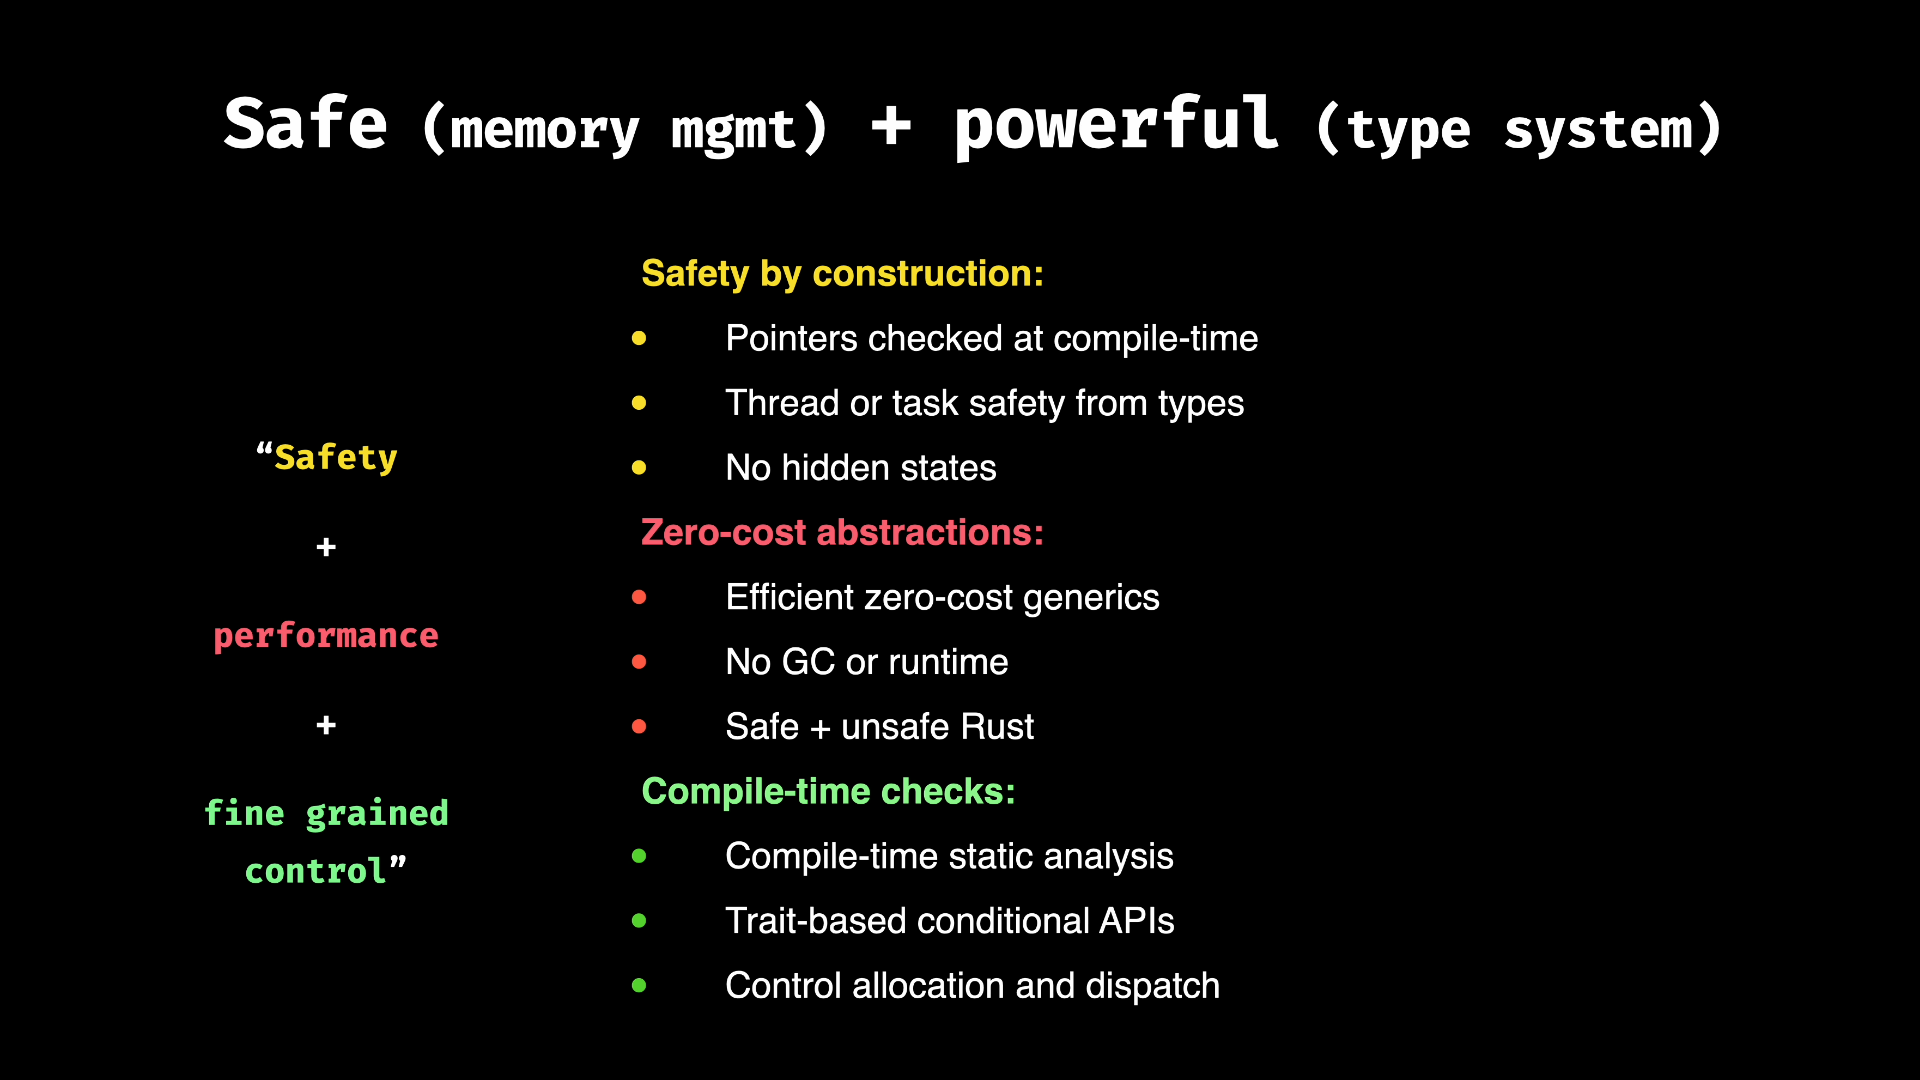 Safe (memory mgmt) + powerful (type system)
“Safety
+
performance
+
fine grained
control”
Safety by construction:
• Pointers checked at compile-time
• Thread or task safety from types
• No hidden states
Zero-cost abstractions:
• Efficient zero-cost generics
• No GC or runtime
• Safe + unsafe Rust
Compile-time checks:
• Compile-time static analysis
• Trait-based conditional APIs
• Control allocation and dispatch